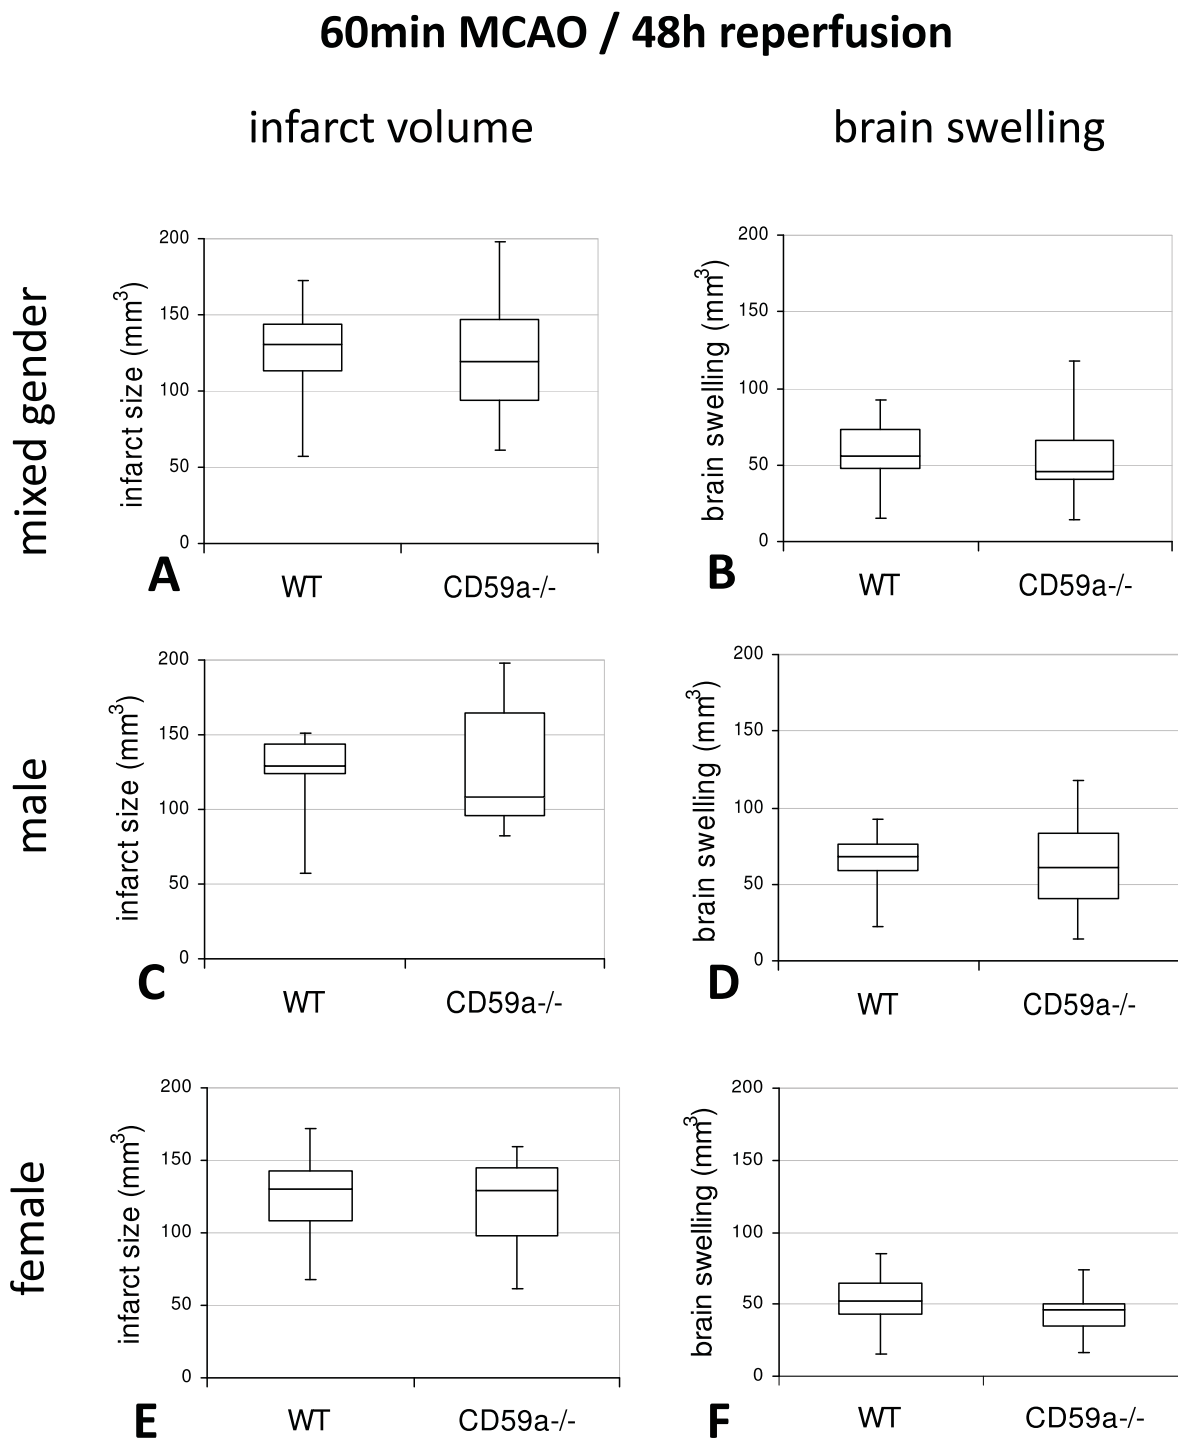 60min MCAO / 48h reperfusion
infarct volume
brain swelling
mixed gender
infarct size (mm³)
200
150
100
50
0
A
WT
CD59a-/-
brain swelling (mm³)
200
150
100
50
0
B
WT
CD59a-/-
male
infarct size (mm³)
200
150
100
50
0
C
WT
CD59a-/-
brain swelling (mm³)
200
150
100
50
0
D
WT
CD59a-/-
female
infarct size (mm³)
200
150
100
50
0
E
WT
CD59a-/-
brain swelling (mm³)
200
150
100
50
0
F
WT
CD59a-/-